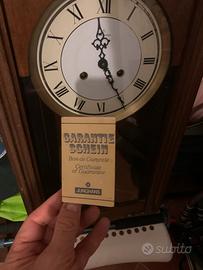 GARANTIE
SCHEIN
Bon de Garantie
Certificate
of Guarantee
JUNGHANS
subito